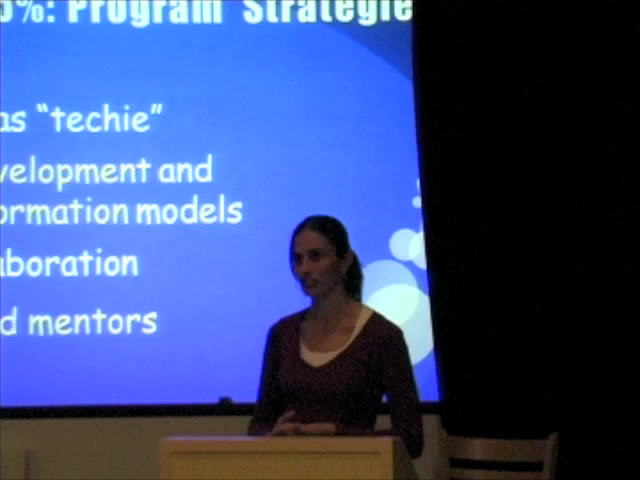 %: Program Strategie
as "techie"
velopment and
ormation models
aboration
d mentors